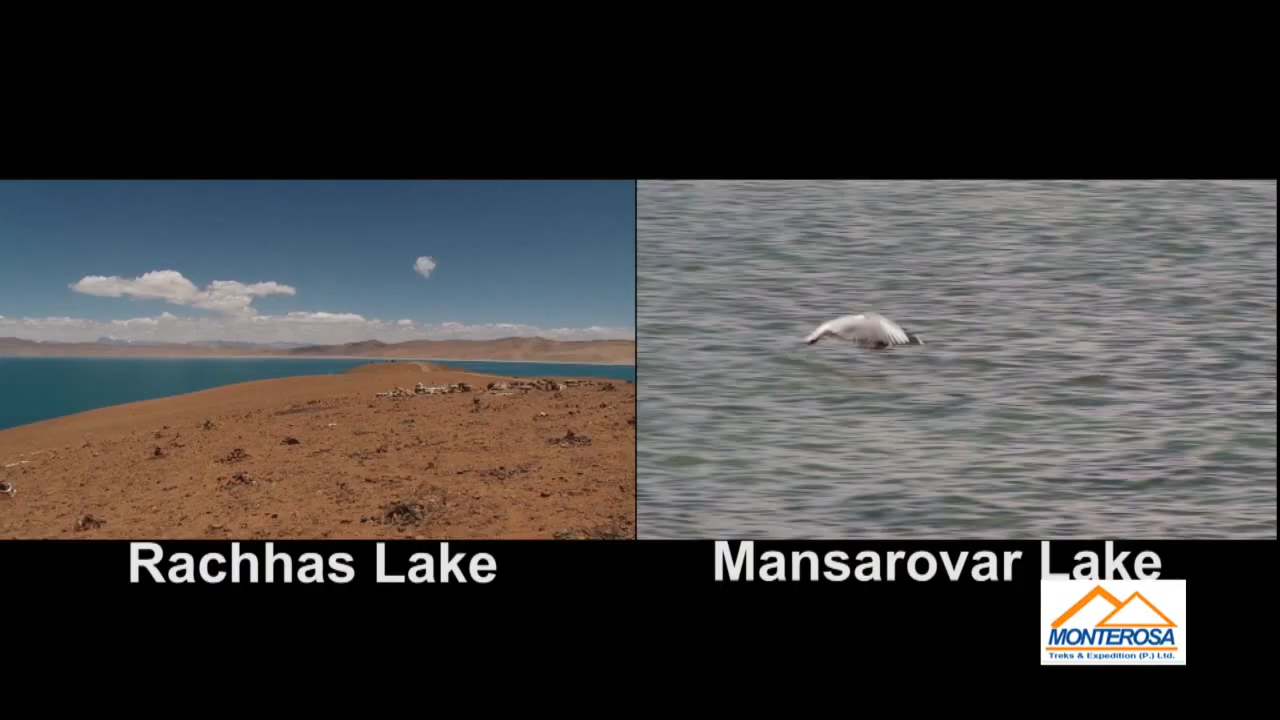 Rachhas Lake
Mansarovar Lake
MONTEROSA
Treks & Expedition (P.) Ltd.